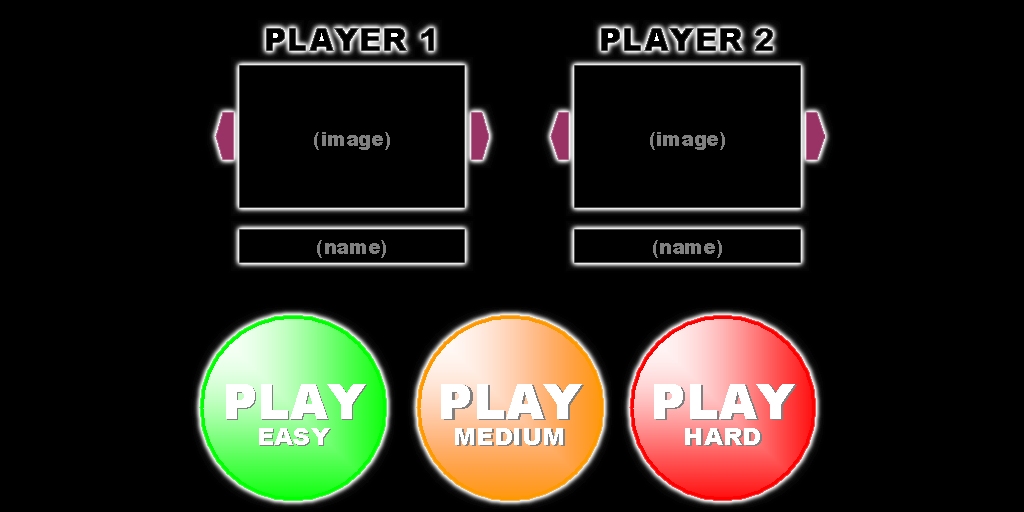 PLAYER 1
PLAYER 2
(image)
(image)
(name)
(name)
PLAY
EASY
PLAY
MEDIUM
PLAY
HARD